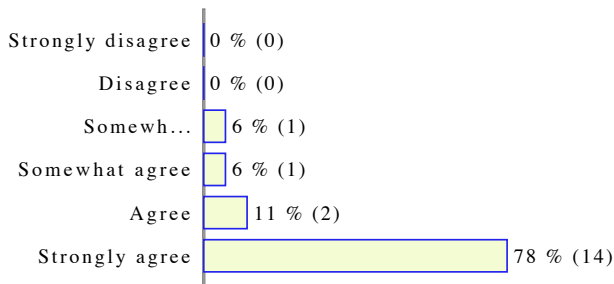 Strongly disagree 0 % (0)
Disagree 0 % (0)
Somewh... 6 % (1)
Somewhat agree 6 % (1)
Agree 11 % (2)
Strongly agree 78 % (14)